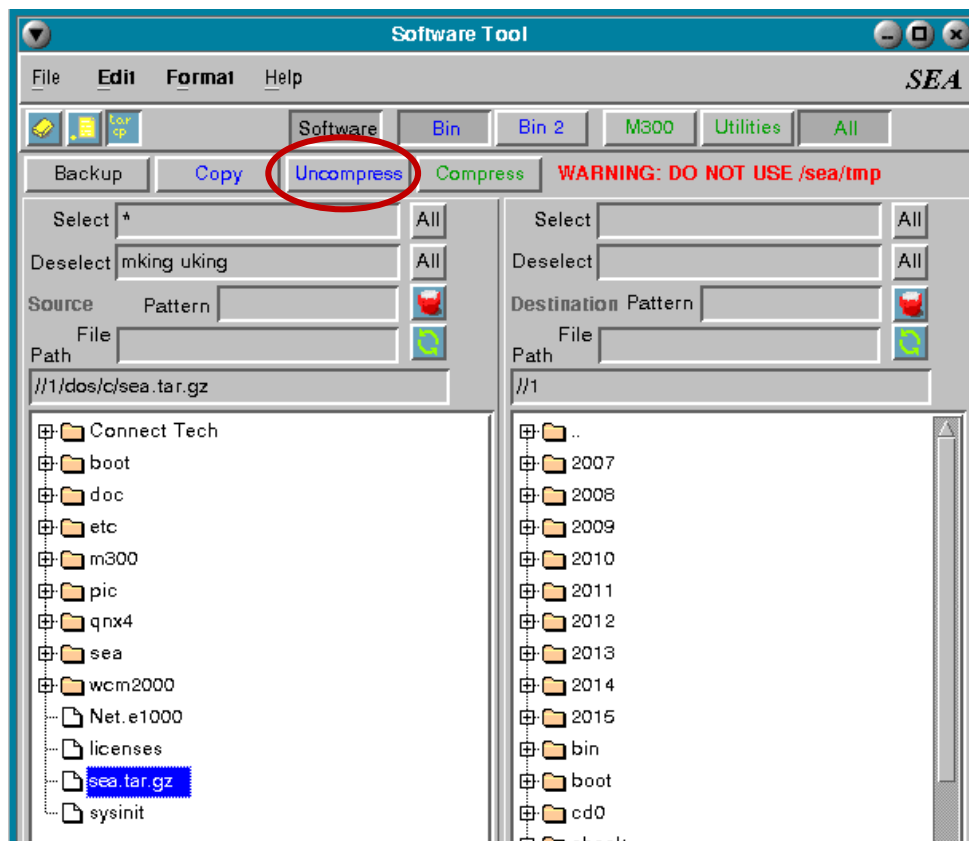 Software Tool
File Edit Format Help SEA
tar cp Software Bin Bin 2 M300 Utilities All
Backup Copy Uncompress Compress WARNING: DO NOT USE /sea/tmp
Select * All
Deselect mking uking All
Source Pattern
File
Path
//1/dos/c/sea.tar.gz
Connect Tech
boot
doc
etc
m300
pic
qnx4
sea
wcm2000
Net.e1000
licenses
sea.tar.gz
sysinit
Select All
Deselect All
Destination Pattern
File
Path
//1
..
2007
2008
2009
2010
2011
2012
2013
2014
2015
bin
boot
cd0